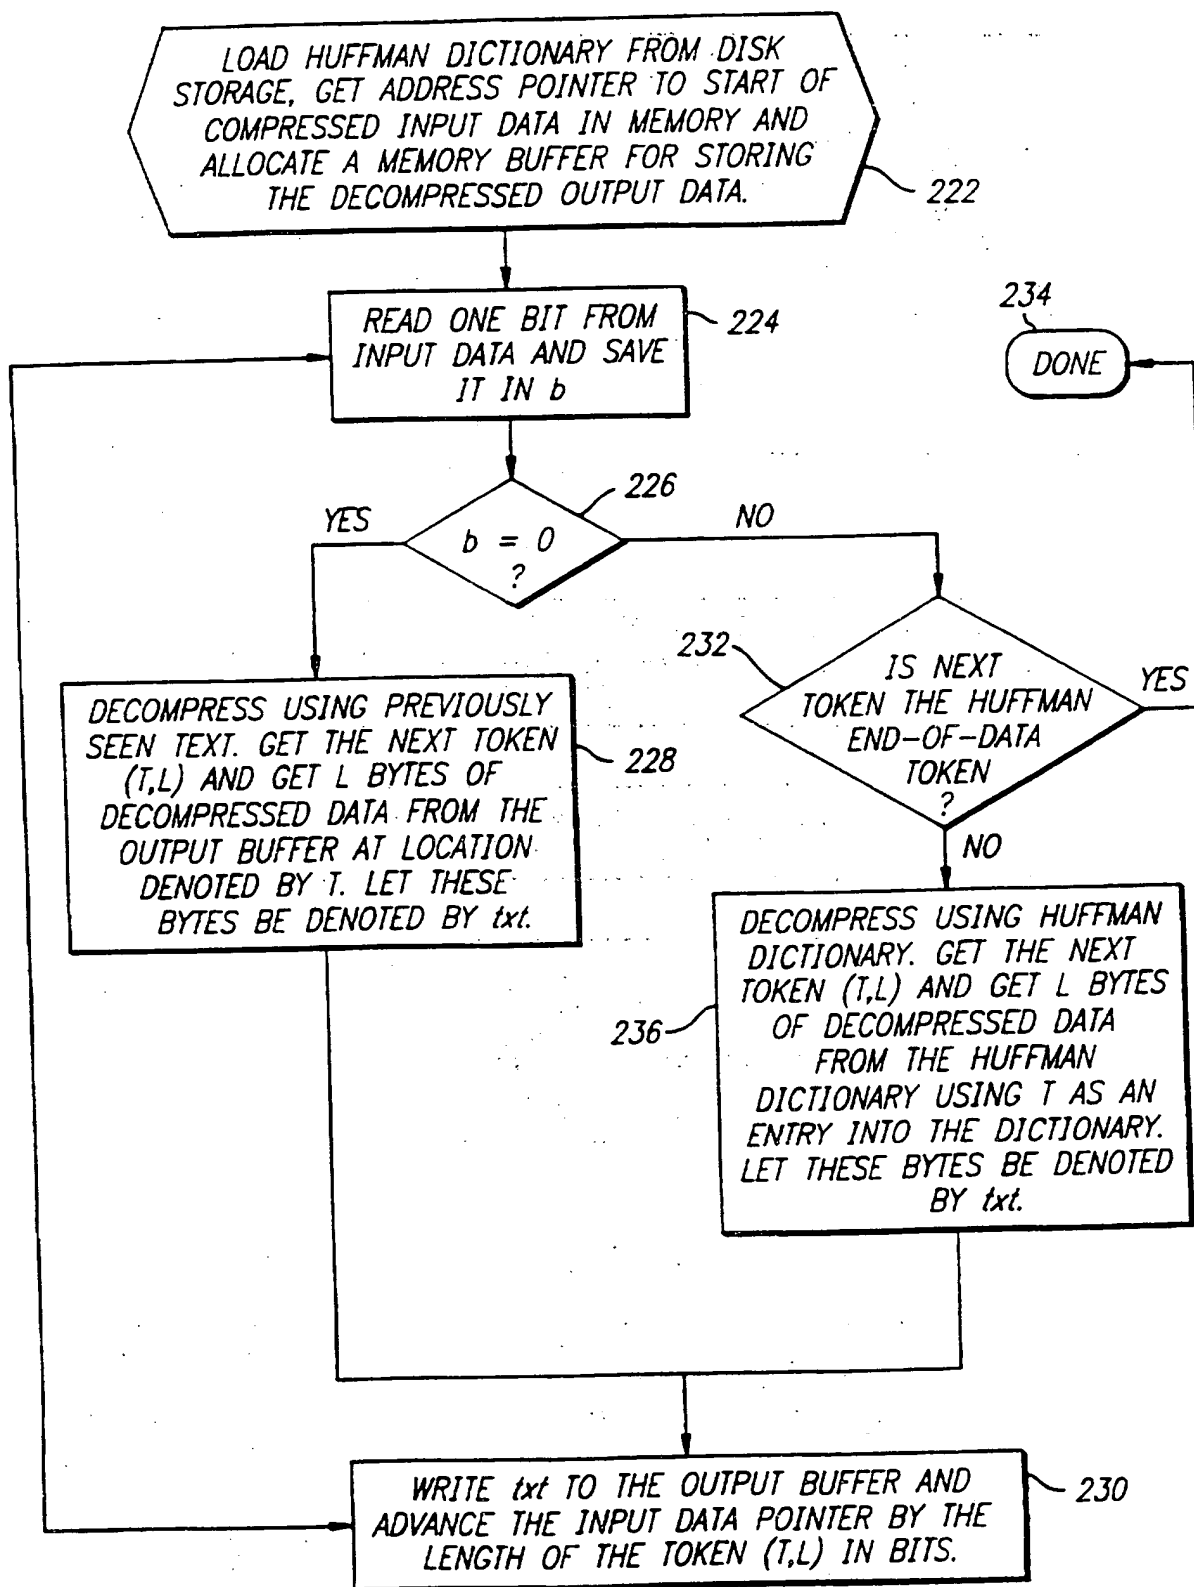 LOAD HUFFMAN DICTIONARY FROM DISK
STORAGE, GET ADDRESS POINTER TO START OF
COMPRESSED INPUT DATA IN MEMORY AND
ALLOCATE A MEMORY BUFFER FOR STORING
THE DECOMPRESSED OUTPUT DATA.
222
READ ONE BIT FROM
INPUT DATA AND SAVE
IT IN b
224
234
DONE
226
b = 0
?
YES
NO
232
IS NEXT
TOKEN THE HUFFMAN
END-OF-DATA
TOKEN
?
YES
NO
DECOMPRESS USING PREVIOUSLY
SEEN TEXT. GET THE NEXT TOKEN
(T,L) AND GET L BYTES OF
DECOMPRESSED DATA FROM THE
OUTPUT BUFFER AT LOCATION
DENOTED BY T. LET THESE
BYTES BE DENOTED BY txt.
228
DECOMPRESS USING HUFFMAN
DICTIONARY. GET THE NEXT
TOKEN (T,L) AND GET L BYTES
OF DECOMPRESSED DATA
FROM THE HUFFMAN
DICTIONARY USING T AS AN
ENTRY INTO THE DICTIONARY.
LET THESE BYTES BE DENOTED
BY txt.
236
WRITE txt TO THE OUTPUT BUFFER AND
ADVANCE THE INPUT DATA POINTER BY THE
LENGTH OF THE TOKEN (T,L) IN BITS.
230